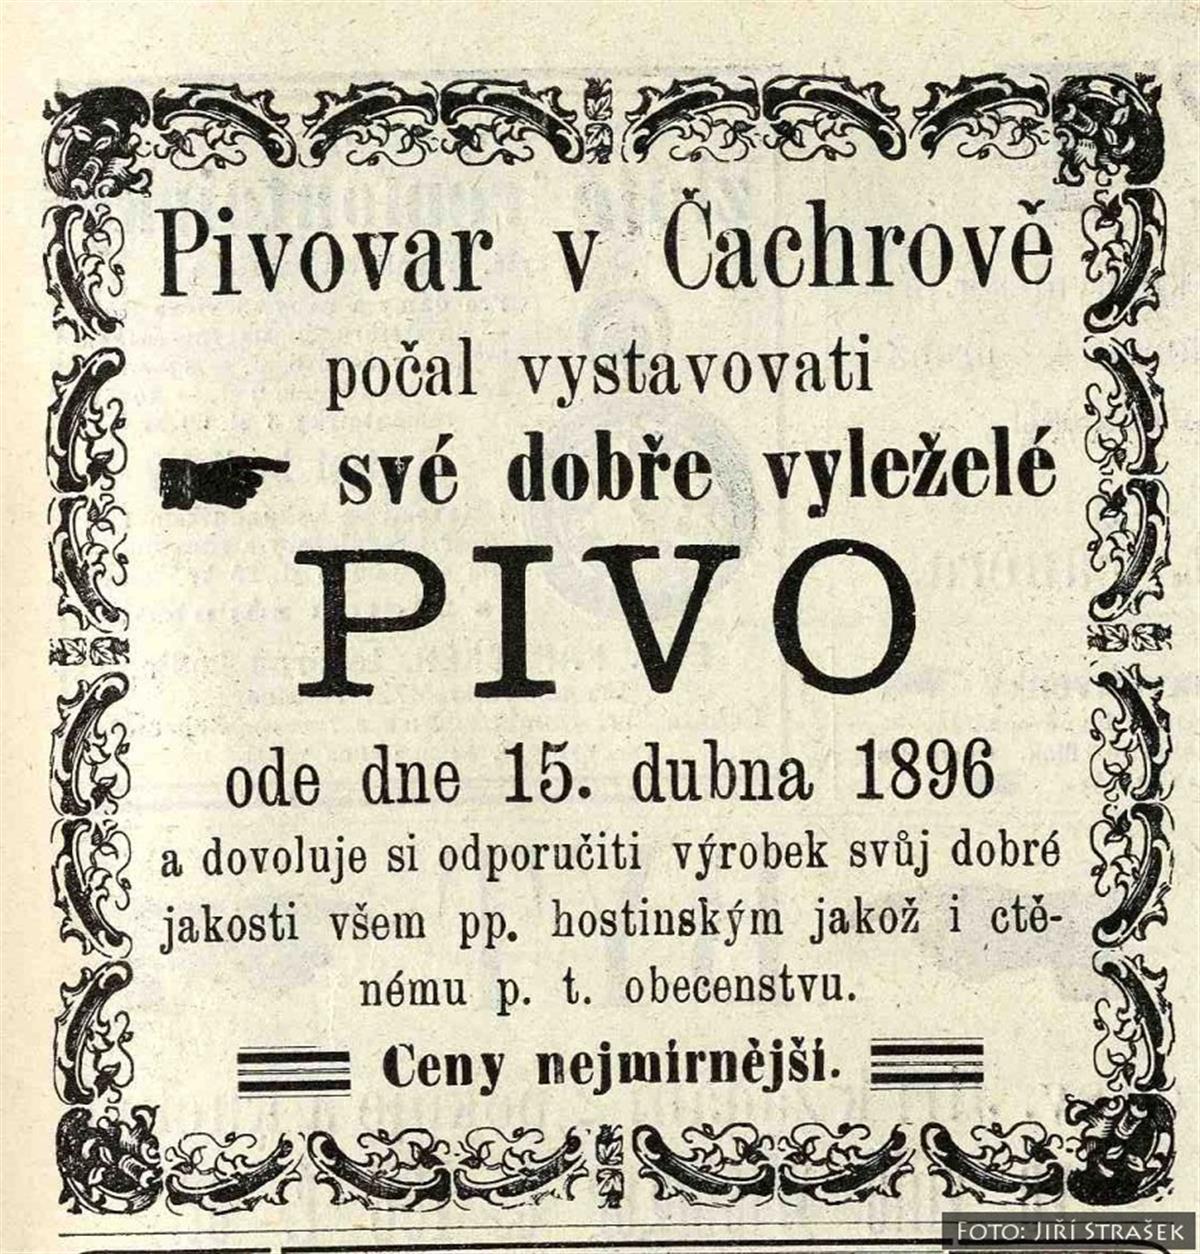 Pivovar v Čachrově
počal vystavovati
své dobře vyleželé
PIVO
ode dne 15. dubna 1896
a dovoluje si odporučiti výrobek svůj dobré
jakosti všem pp. hostinským jakož i ctě-
nému p. t. obecenstvu.
Ceny nejmírnější.
FOTO: JIŘÍ STRAŠEK